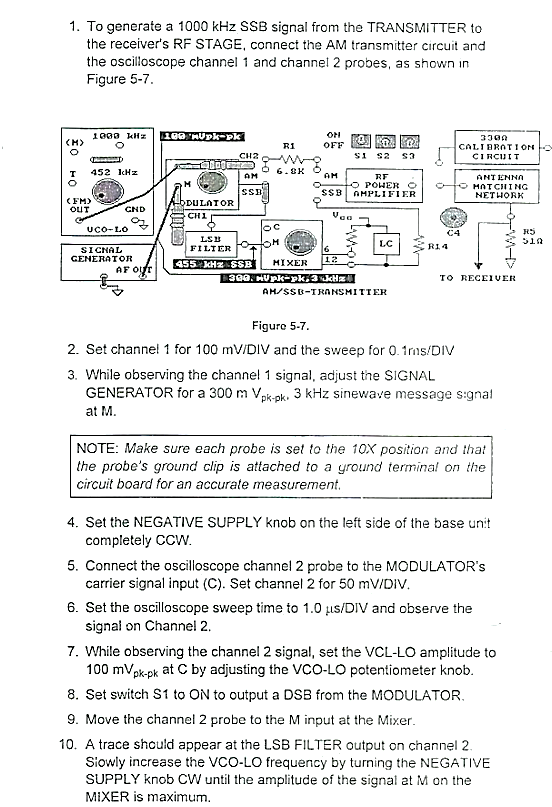 1. To generate a 1000 kHz SSB signal from the TRANSMITTER to
the receiver's RF STAGE, connect the AM transmitter circuit and
the oscilloscope channel 1 and channel 2 probes, as shown in
Figure 5-7.
(M)
1000 kHz
T
452 kHz
(FM)
OUT
GND
VCO-LO
SIGNAL
GENERATOR
AF OUT
100 mVpk-pk
CH2
M
AM
DULATOR
SSB
CH1
LSB
FILTER
455 kHz SSB
300 mVpk-pk, 3 kHz
R1
6.8K
ON
OFF
S1 S2 S3
AM
SSB
RF
POWER
AMPLIFIER
C
M
MIXER
6
12
LC
R14
AM/SSB-TRANSMITTER
330Ω
CALIBRATION
CIRCUIT
ANTENNA
MATCHING
NETWORK
C4
R5
51Ω
TO RECEIVER
Figure 5-7.
2. Set channel 1 for 100 mV/DIV and the sweep for 0.1ms/DIV
3. While observing the channel 1 signal, adjust the SIGNAL
GENERATOR for a 300 m Vpk-pk, 3 kHz sinewave message signal
at M.
NOTE: Make sure each probe is set to the 10X position and that
the probe's ground clip is attached to a ground terminal on the
circuit board for an accurate measurement.
4. Set the NEGATIVE SUPPLY knob on the left side of the base unit
completely CCW.
5. Connect the oscilloscope channel 2 probe to the MODULATOR's
carrier signal input (C). Set channel 2 for 50 mV/DIV.
6. Set the oscilloscope sweep time to 1.0 µs/DIV and observe the
signal on Channel 2.
7. While observing the channel 2 signal, set the VCL-LO amplitude to
100 mVpk-pk at C by adjusting the VCO-LO potentiometer knob.
8. Set switch S1 to ON to output a DSB from the MODULATOR.
9. Move the channel 2 probe to the M input at the Mixer.
10. A trace should appear at the LSB FILTER output on channel 2.
Slowly increase the VCO-LO frequency by turning the NEGATIVE
SUPPLY knob CW until the amplitude of the signal at M on the
MIXER is maximum.